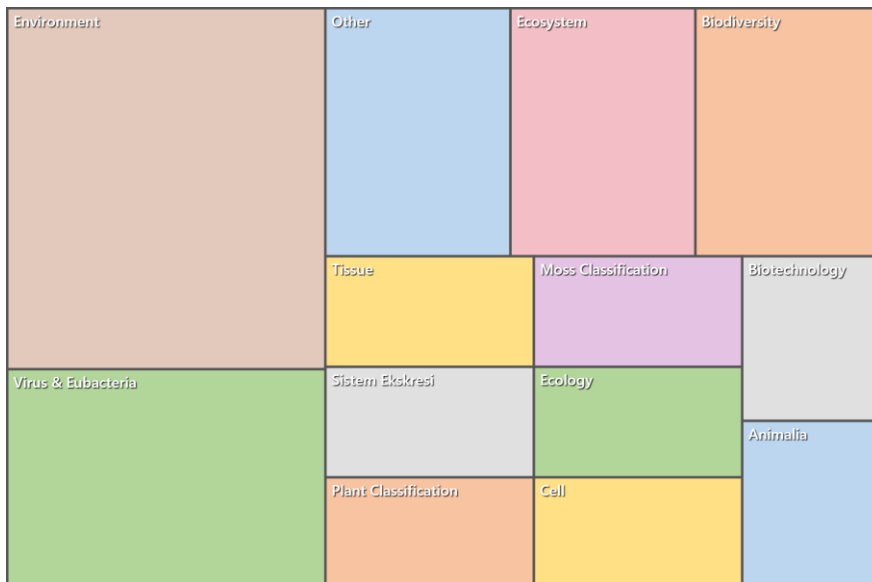 Environment
Other
Ecosystem
Biodiversity
Tissue
Moss Classification
Biotechnology
Virus & Eubacteria
Sistem Ekskresi
Ecology
Animalia
Plant Classification
Cell